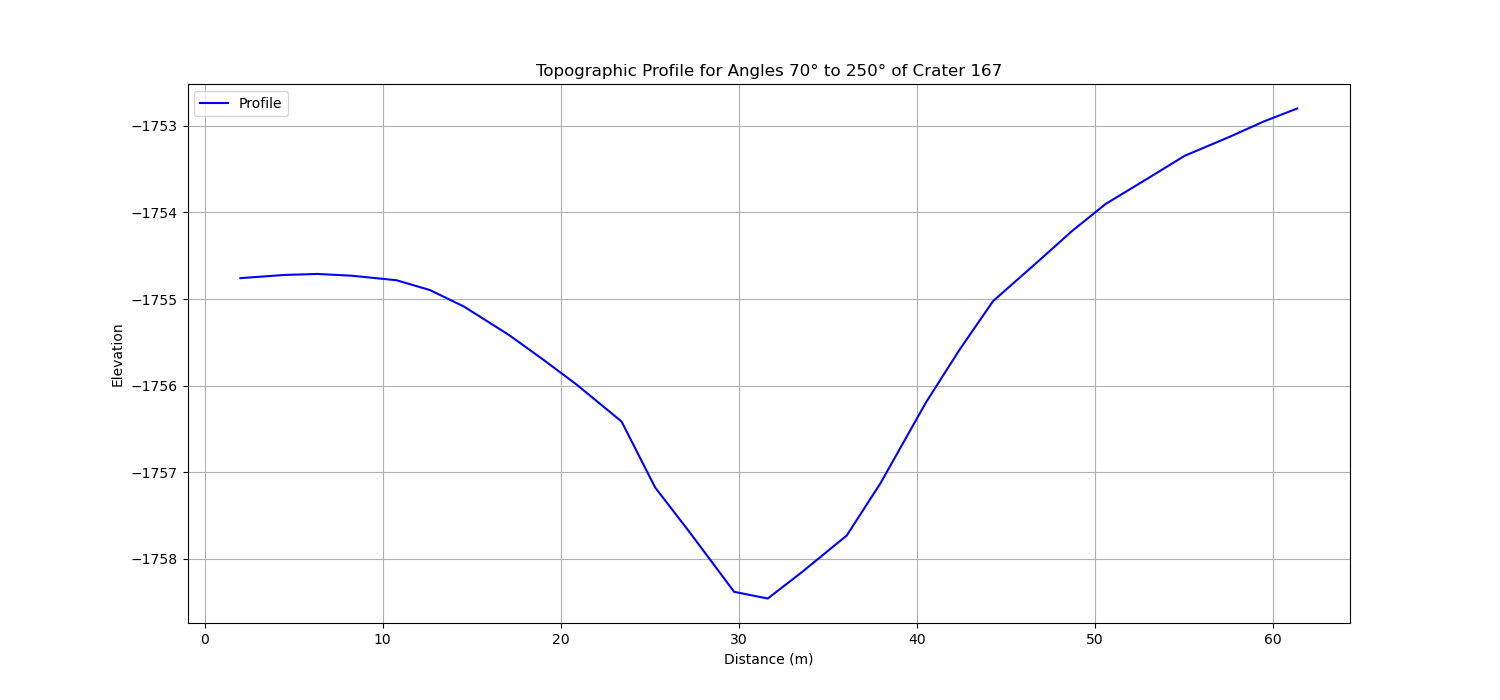 Topographic Profile for Angles 70° to 250° of Crater 167
Profile
−1753
−1754
−1755
−1756
−1757
−1758
Elevation
0 10 20 30 40 50 60
Distance (m)